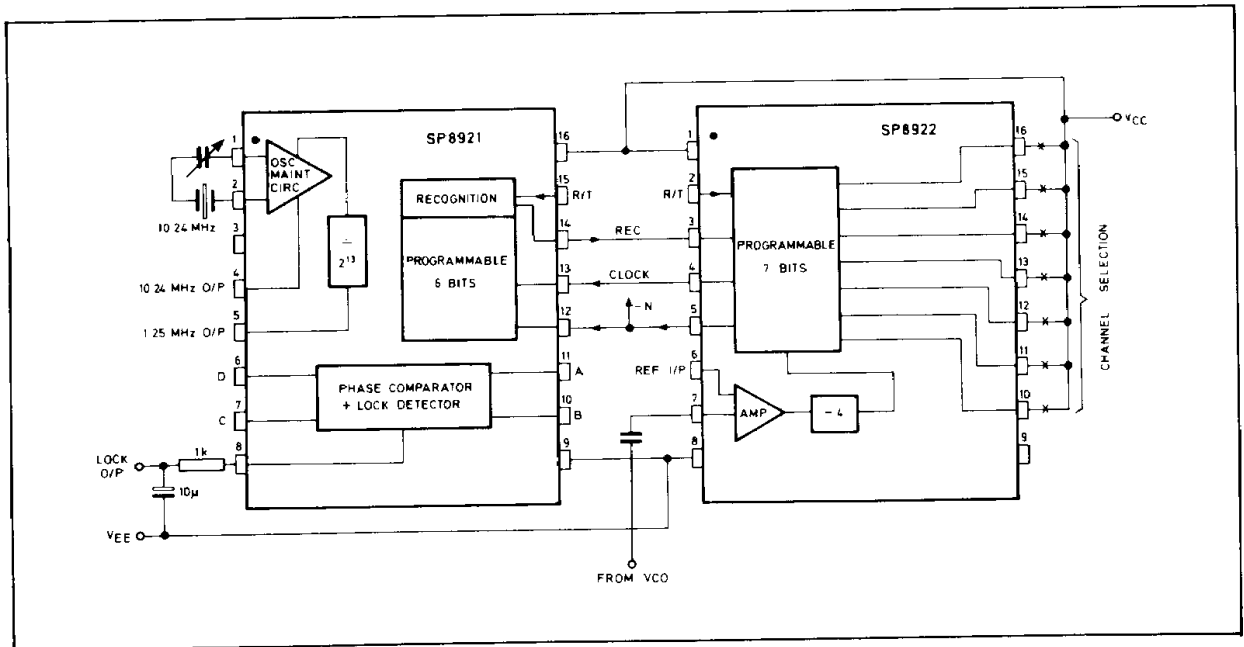 SP8921
1
2
3
4
5
6
7
8
16
15
14
13
12
11
10
9
OSC
MAINT
CIRC
10 24 MHz
2¹³
10 24 MHz O/P
1 25 MHz O/P
D
C
RECOGNITION
PROGRAMMABLE
6 BITS
PHASE COMPARATOR
+ LOCK DETECTOR
R/T
REC
CLOCK
–N
A
B
LOCK
O/P
1k
10µ
VEE
FROM VCO
SP8922
1
2
3
4
5
6
7
8
16
15
14
13
12
11
10
9
R/T
PROGRAMMABLE
7 BITS
REF I/P
AMP
– 4
VCC
CHANNEL SELECTION